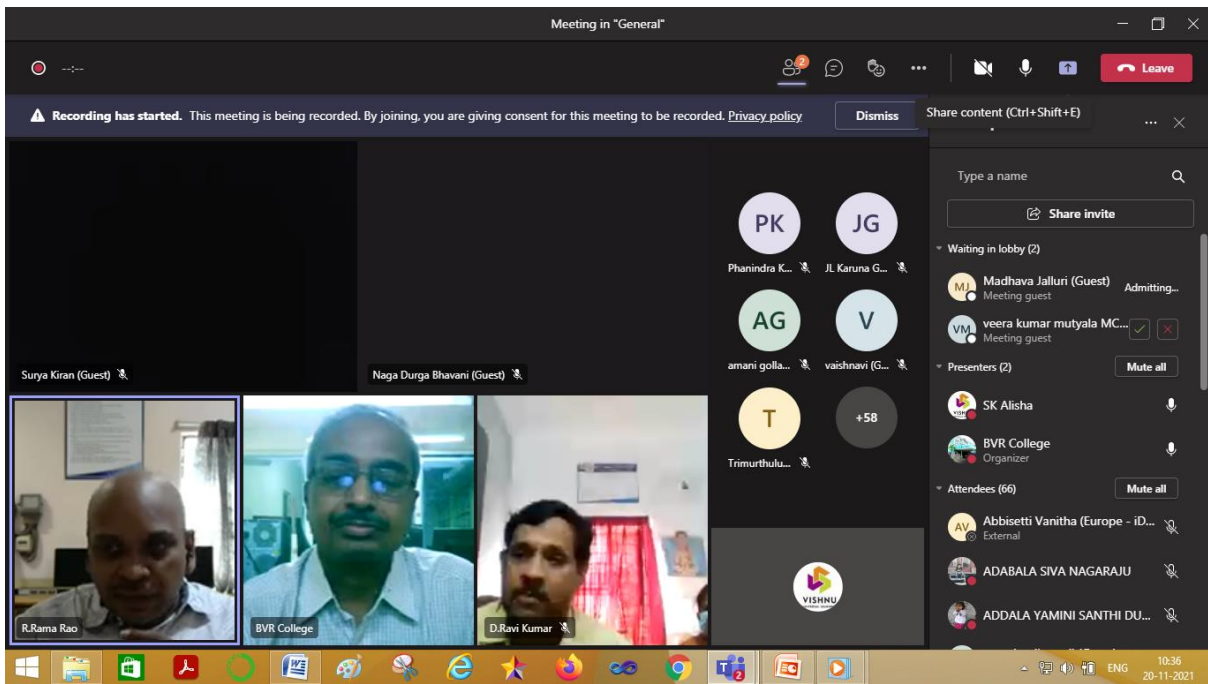 Meeting in "General"
--:--
2
Leave
Recording has started. This meeting is being recorded. By joining, you are giving consent for this meeting to be recorded. Privacy policy
Dismiss
Share content (Ctrl+Shift+E)
Type a name
Share invite
Waiting in lobby (2)
MJ
Madhava Jalluri (Guest)
Meeting guest
Admitting...
VM
veera kumar mutyala MC...
Meeting guest
Presenters (2)
Mute all
SK Alisha
BVR College
Organizer
Attendees (66)
Mute all
AV
Abbisetti Vanitha (Europe - iD...
External
ADABALA SIVA NAGARAJU
ADDALA YAMINI SANTHI DU...
PK
JG
Phanindra K...
JL Karuna G...
AG
V
amani golla...
vaishnavi (G...
T
+58
Trimurthulu...
Surya Kiran (Guest)
Naga Durga Bhavani (Guest)
R.Rama Rao
BVR College
D.Ravi Kumar
VISHNU
ENG
10:36
20-11-2021